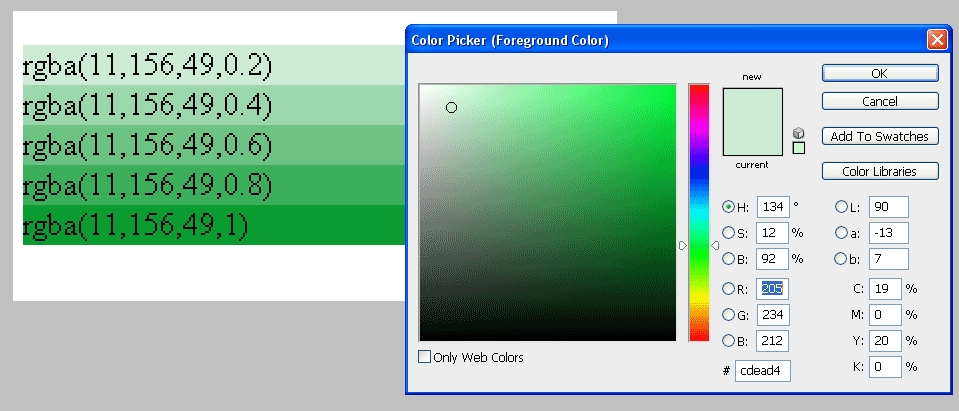 rgba(11,156,49,0.2)
rgba(11,156,49,0.4)
rgba(11,156,49,0.6)
rgba(11,156,49,0.8)
rgba(11,156,49,1)
Color Picker (Foreground Color)
new
current
OK
Cancel
Add To Swatches
Color Libraries
H: 134 ° L: 90
S: 12 % a: -13
B: 92 % b: 7
R: 205 C: 19 %
G: 234 M: 0 %
B: 212 Y: 20 %
# cdead4 K: 0 %
Only Web Colors